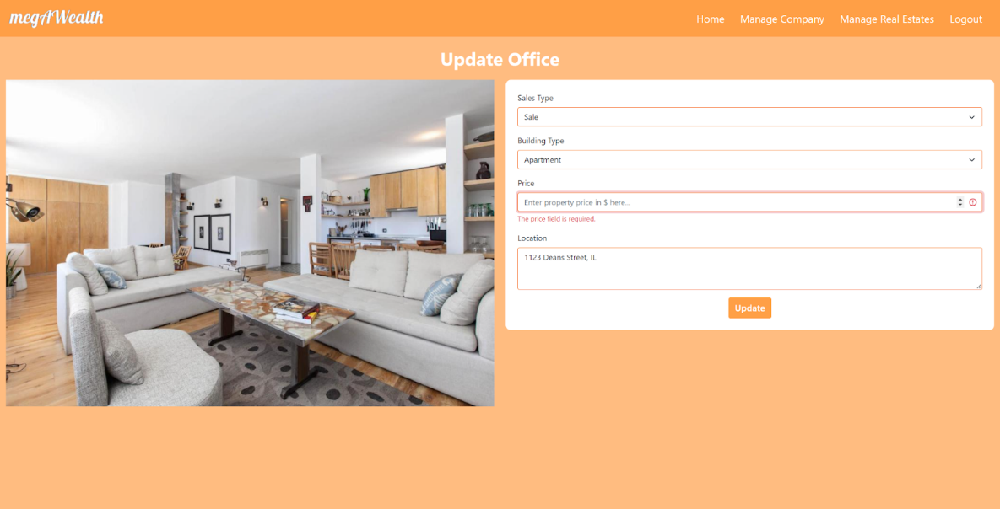 megAWealth
Home Manage Company Manage Real Estates Logout
Update Office
Sales Type
Sale
Building Type
Apartment
Price
Enter property price in $ here...
The price field is required.
Location
1123 Deans Street, IL
Update